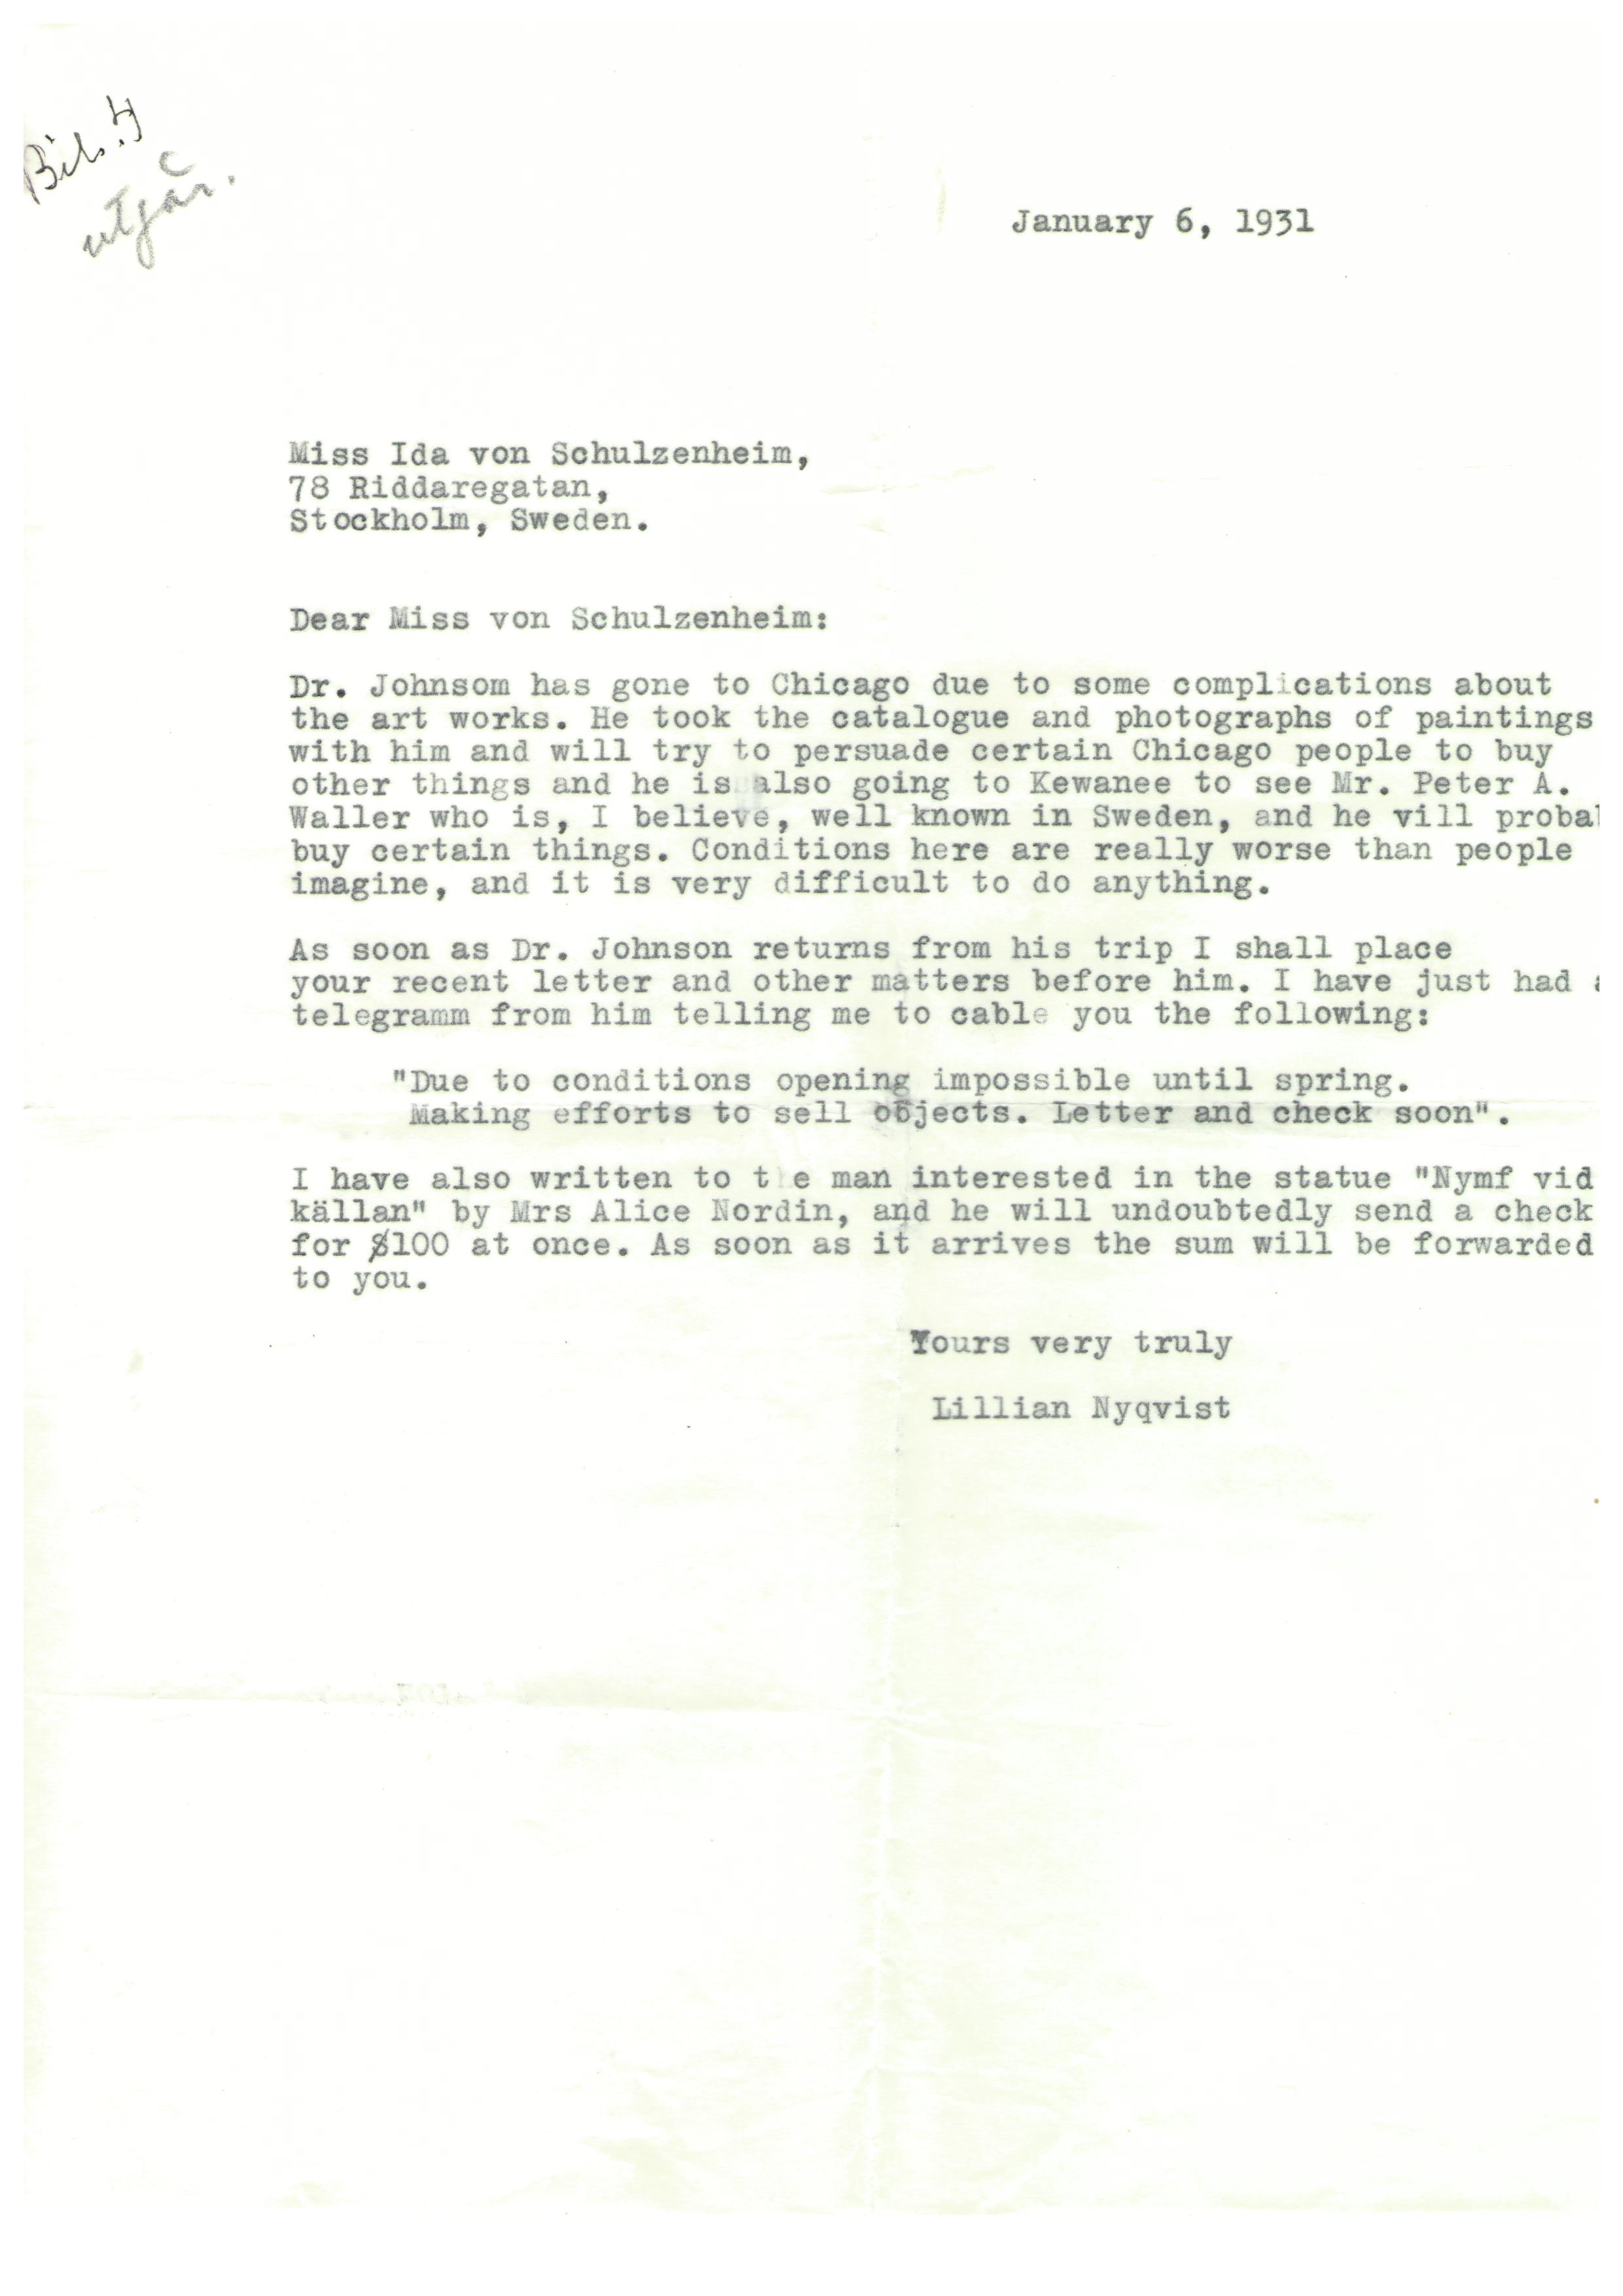 Bil. 4
utgår.
January 6, 1931
Miss Ida von Schulzenheim,
78 Riddaregatan,
Stockholm, Sweden.
Dear Miss von Schulzenheim:
Dr. Johnsom has gone to Chicago due to some complications about
the art works. He took the catalogue and photographs of paintings
with him and will try to persuade certain Chicago people to buy
other things and he is also going to Kewanee to see Mr. Peter A.
Waller who is, I believe, well known in Sweden, and he vill probal
buy certain things. Conditions here are really worse than people
imagine, and it is very difficult to do anything.
As soon as Dr. Johnson returns from his trip I shall place
your recent letter and other matters before him. I have just had a
telegramm from him telling me to cable you the following:
"Due to conditions opening impossible until spring.
Making efforts to sell objects. Letter and check soon".
I have also written to the man interested in the statue "Nymf vid
källan" by Mrs Alice Nordin, and he will undoubtedly send a check
for $100 at once. As soon as it arrives the sum will be forwarded
to you.
Yours very truly
Lillian Nyqvist